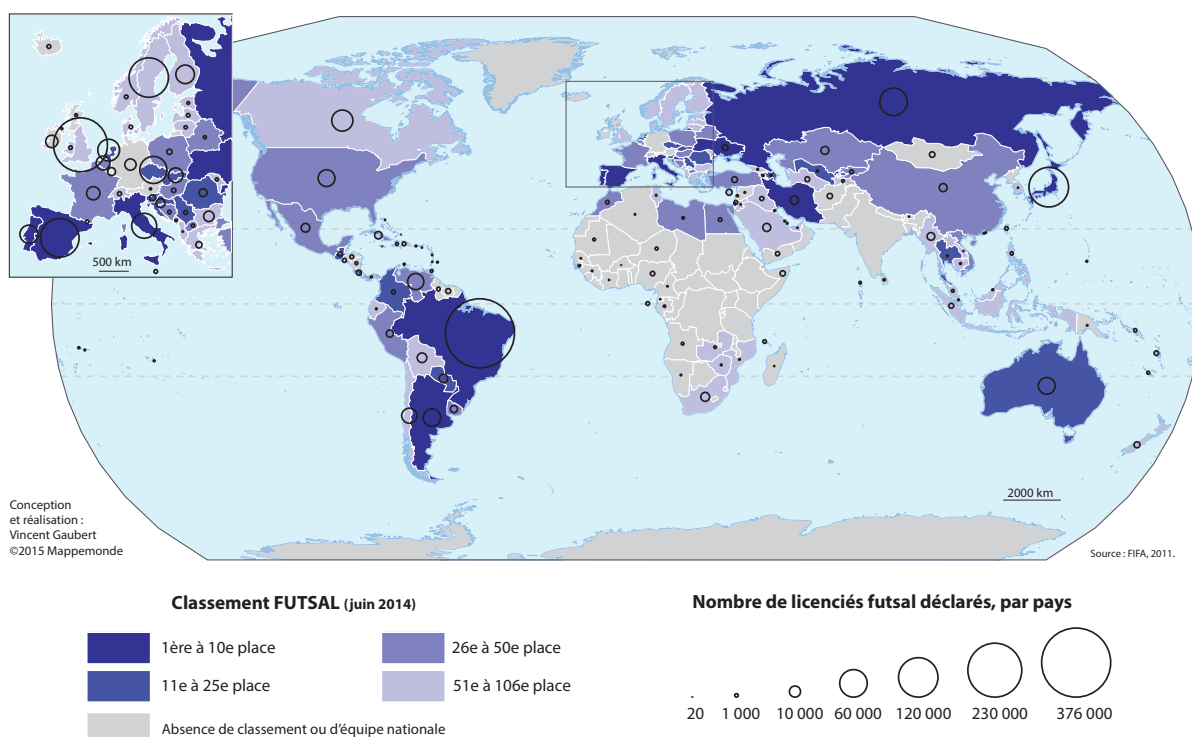 500 km
2000 km
Conception
et réalisation :
Vincent Gaubert
©2015 Mappemonde
Source : FIFA, 2011.
Classement FUTSAL (juin 2014)
1ère à 10e place
26e à 50e place
11e à 25e place
51e à 106e place
Absence de classement ou d'équipe nationale
Nombre de licenciés futsal déclarés, par pays
20 1 000 10 000 60 000 120 000 230 000 376 000